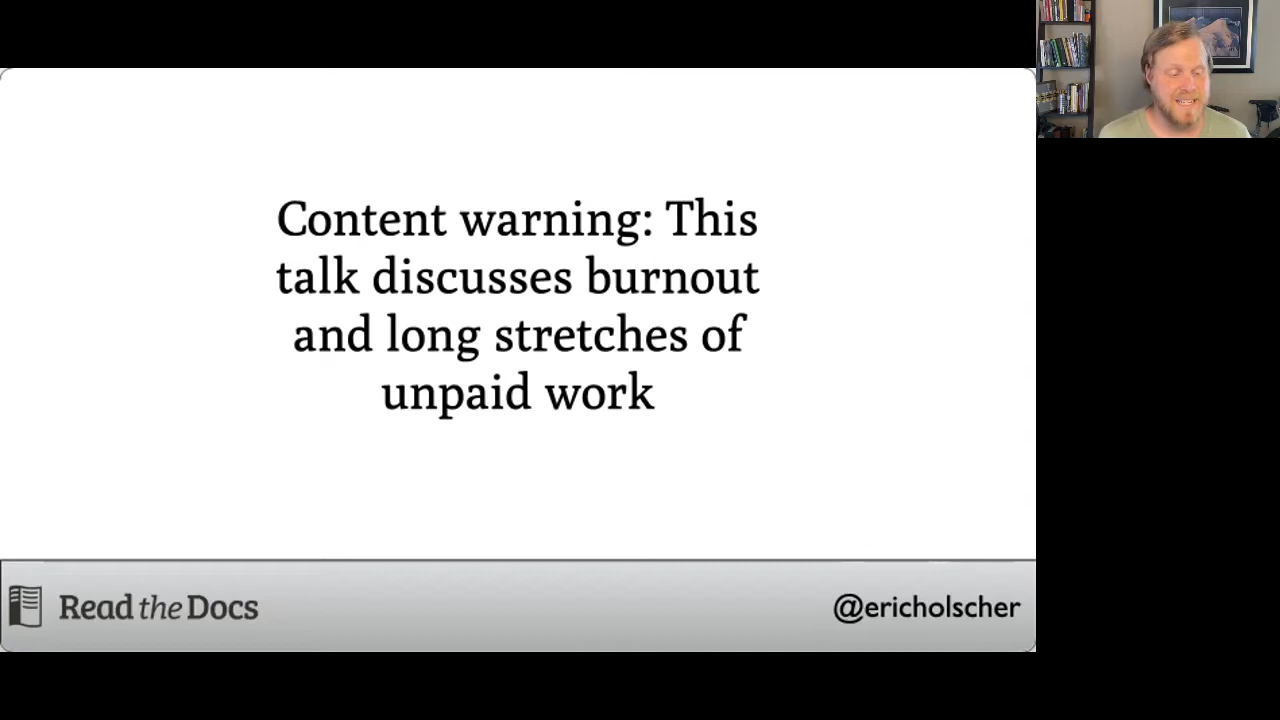 Content warning: This
talk discusses burnout
and long stretches of
unpaid work
Read the Docs
@ericholscher